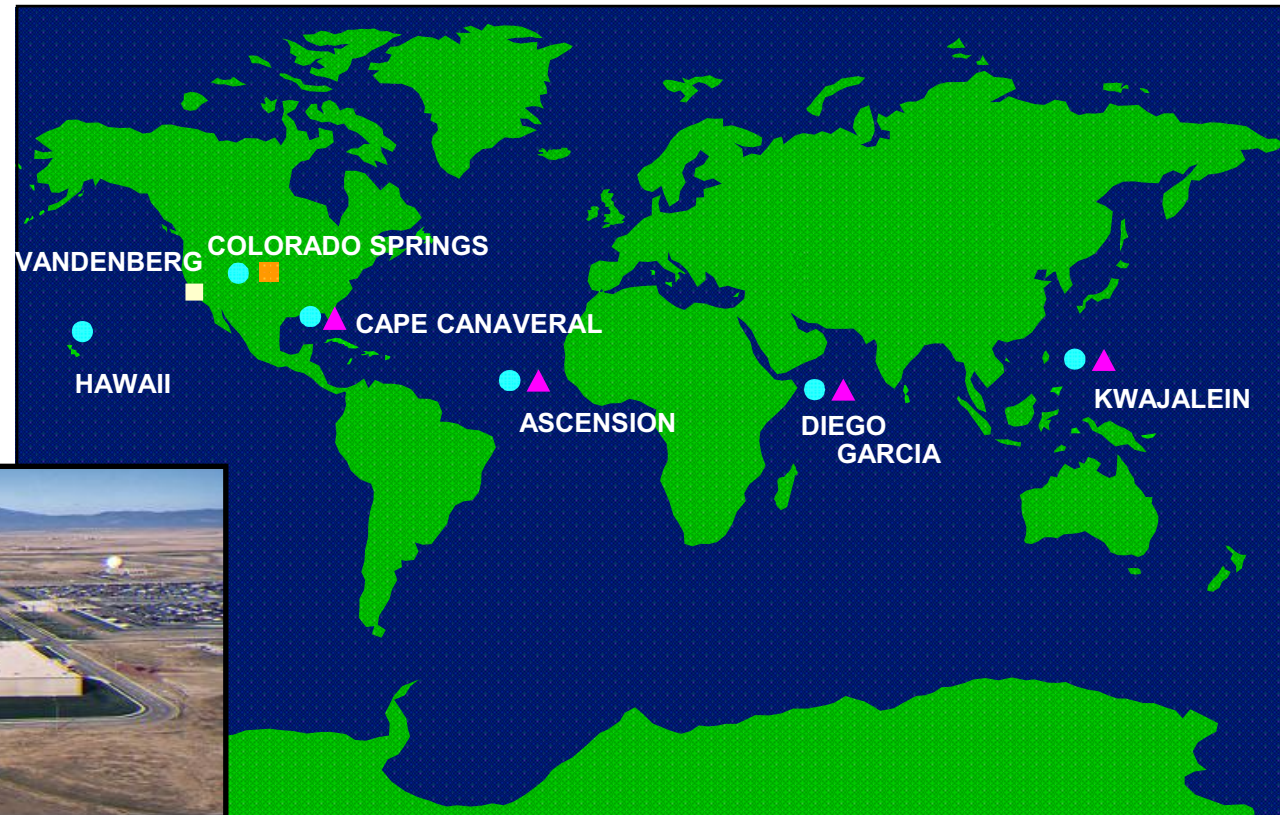 COLORADO SPRINGS
VANDENBERG
CAPE CANAVERAL
HAWAII
ASCENSION
DIEGO
GARCIA
KWAJALEIN